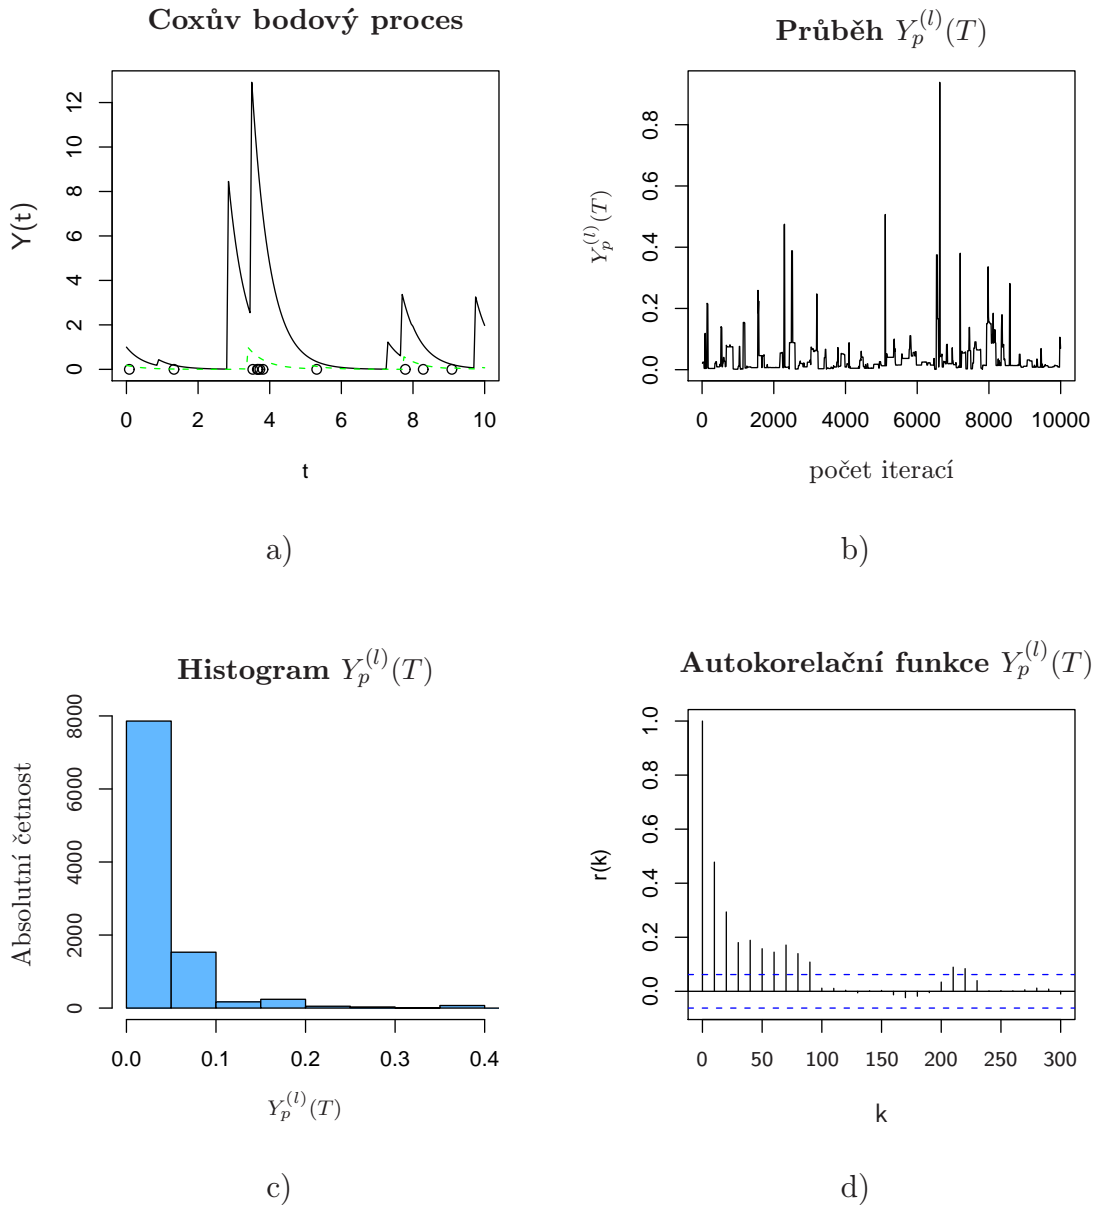 Coxův bodový proces
Y(t)
0 2 4 6 8 10 12
0 2 4 6 8 10
t
a)
Průběh Y_p^{(l)}(T)
Y_p^{(l)}(T)
0.0 0.2 0.4 0.6 0.8
0 2000 4000 6000 8000 10000
počet iterací
b)
Histogram Y_p^{(l)}(T)
Absolutní četnost
0 2000 4000 6000 8000
0.0 0.1 0.2 0.3 0.4
Y_p^{(l)}(T)
c)
Autokorelační funkce Y_p^{(l)}(T)
r(k)
0.0 0.2 0.4 0.6 0.8 1.0
0 50 100 150 200 250 300
k
d)